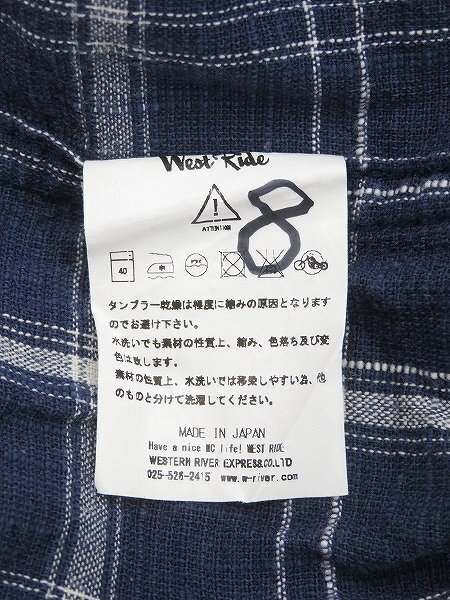 West Ride
8
ATTENTION
40 ドライ
タンブラー乾燥は極度に縮みの原因となります
のでお避け下さい。
水洗いでも素材の性質上、縮み、色落ち及び変
色は致します。
素材の性質上、水洗いでは移染しやすい為、他
のものと分けて洗濯してください。
MADE IN JAPAN
Have a nice MC life! WEST RIDE
WESTERN RIVER EXPRESS.CO.LTD
025-526-2415 www.w-river.com